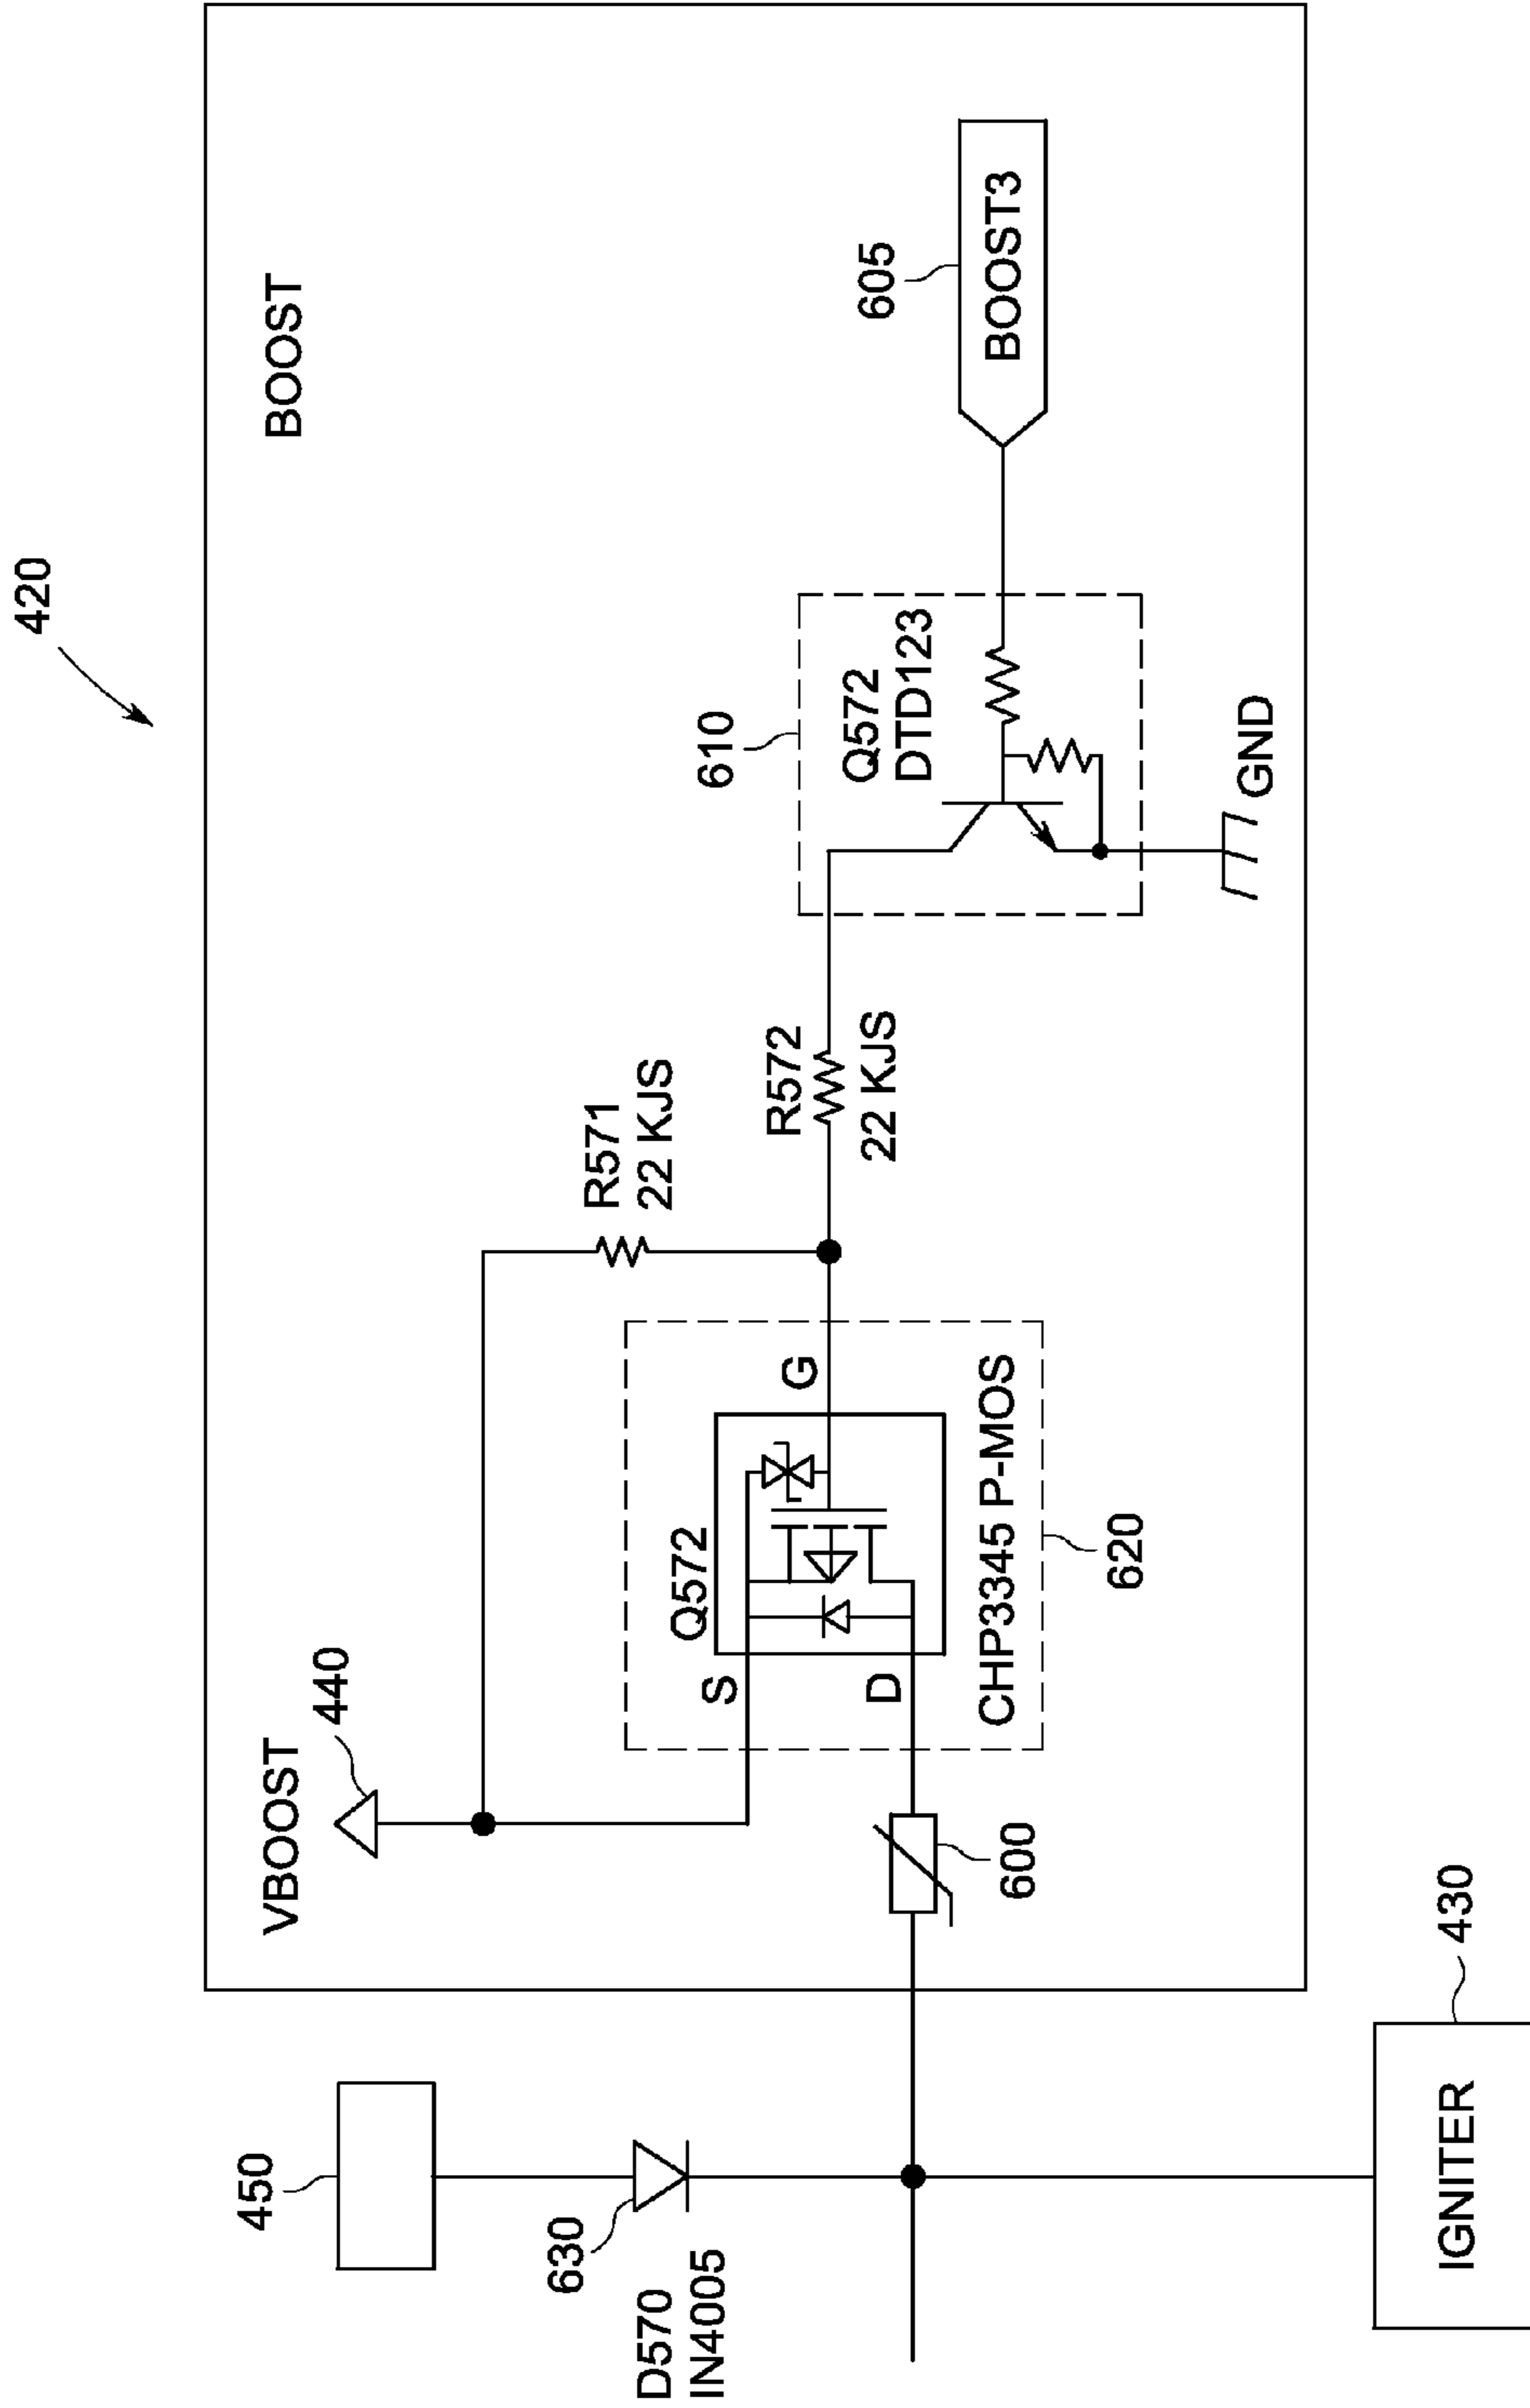 420
BOOST
VBOOST
440
450
630
D570
IN4005
R571
22 KJS
R572
22 KJS
610
Q572
DTD123
605
BOOST3
GND
Q572
S
G
D
CHP3345 P-MOS
620
600
IGNITER
430